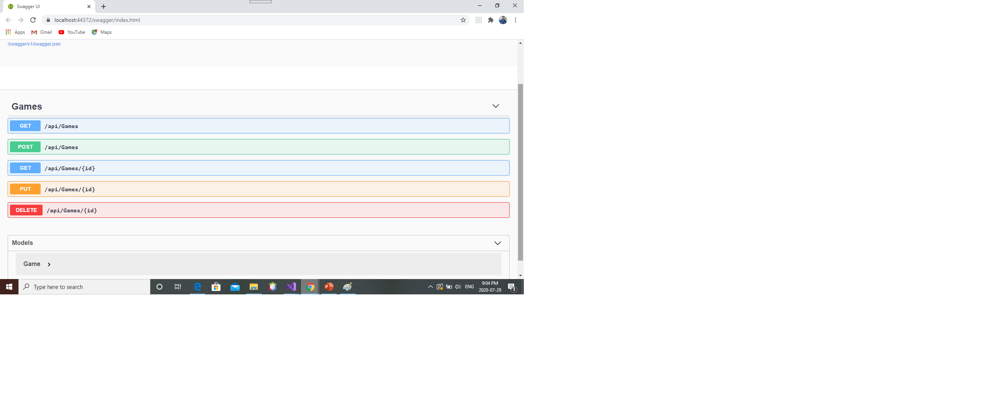 Swagger UI
localhost:44372/swagger/index.html
Apps Gmail YouTube Maps
/swagger/v1/swagger.json
Games
GET /api/Games
POST /api/Games
GET /api/Games/{id}
PUT /api/Games/{id}
DELETE /api/Games/{id}
Models
Game
Type here to search
ENG
9:04 PM
2020-07-29
3